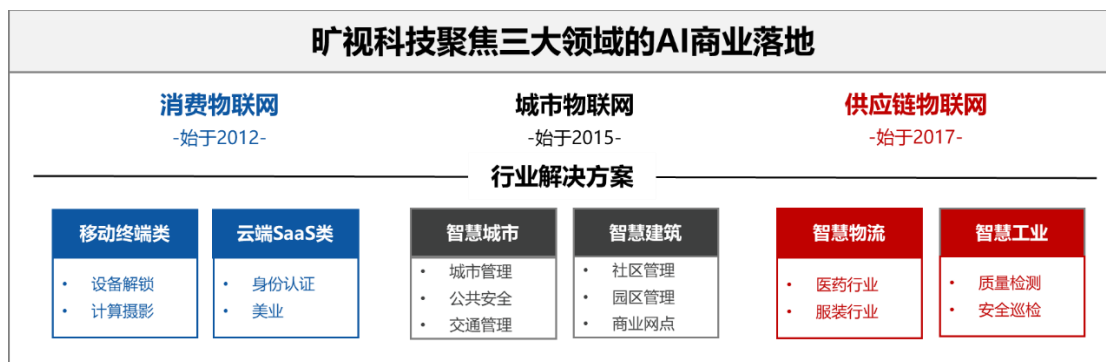 旷视科技聚焦三大领域的AI商业落地
消费物联网
-始于2012-
城市物联网
-始于2015-
供应链物联网
-始于2017-
行业解决方案
移动终端类
• 设备解锁
• 计算摄影
云端SaaS类
• 身份认证
• 美业
智慧城市
• 城市管理
• 公共安全
• 交通管理
智慧建筑
• 社区管理
• 园区管理
• 商业网点
智慧物流
• 医药行业
• 服装行业
智慧工业
• 质量检测
• 安全巡检